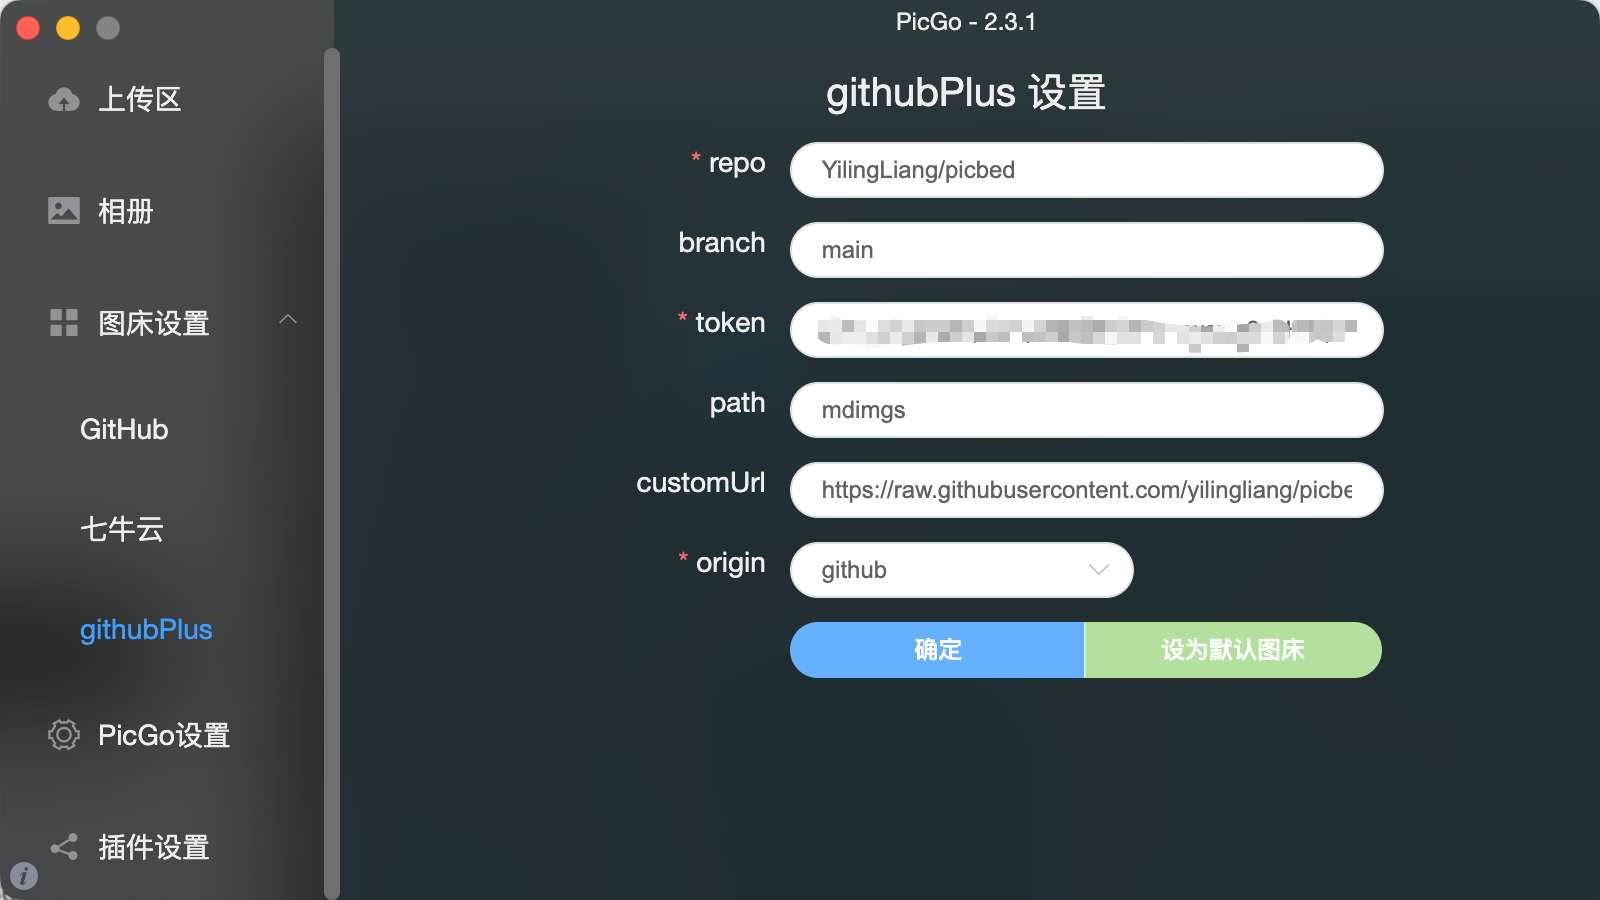 PicGo - 2.3.1
上传区
相册
图床设置
GitHub
七牛云
githubPlus
PicGo设置
插件设置
githubPlus 设置
* repo
YilingLiang/picbed
branch
main
* token
path
mdimgs
customUrl
https://raw.githubusercontent.com/yilingliang/picbe
* origin
github
确定
设为默认图床